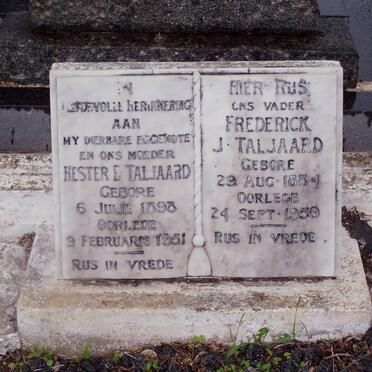 IN
LIEFDEVOLLE HERINNERING
AAN
MY DIERBARE EGGENOTE
EN ONS MOEDER
HESTER E TALJAARD
GEBORE
6 JULIE 1898
OORLEDE
9 FEBRUARIE 1951
RUS IN VREDE
HIER RUS
ONS VADER
FREDERICK
J. TALJAARD
GEBORE
29 AUG. 1884
OORLEDE
24 SEPT. 1959
RUS IN VREDE